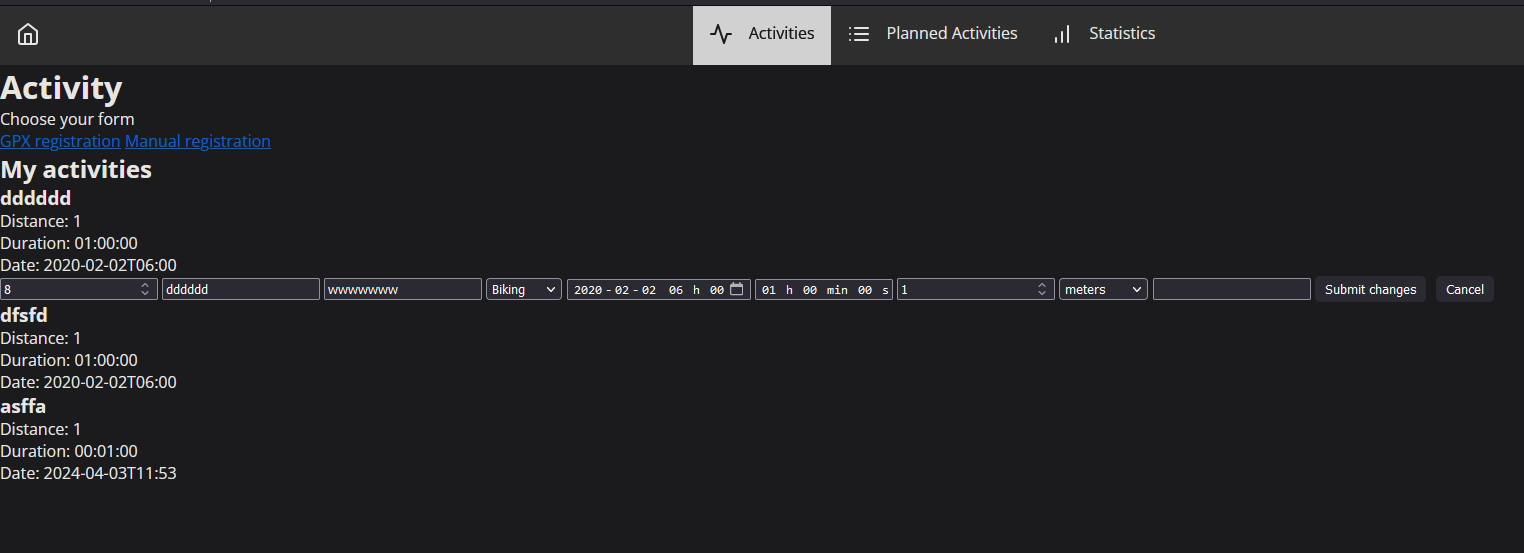 Activities Planned Activities Statistics
Activity
Choose your form
GPX registration Manual registration
My activities
dddddd
Distance: 1
Duration: 01:00:00
Date: 2020-02-02T06:00
8 dddddd wwwwwww Biking 2020-02-02 06 h 00 01 h 00 min 00 s 1 meters Submit changes Cancel
dfsfd
Distance: 1
Duration: 01:00:00
Date: 2020-02-02T06:00
asffa
Distance: 1
Duration: 00:01:00
Date: 2024-04-03T11:53